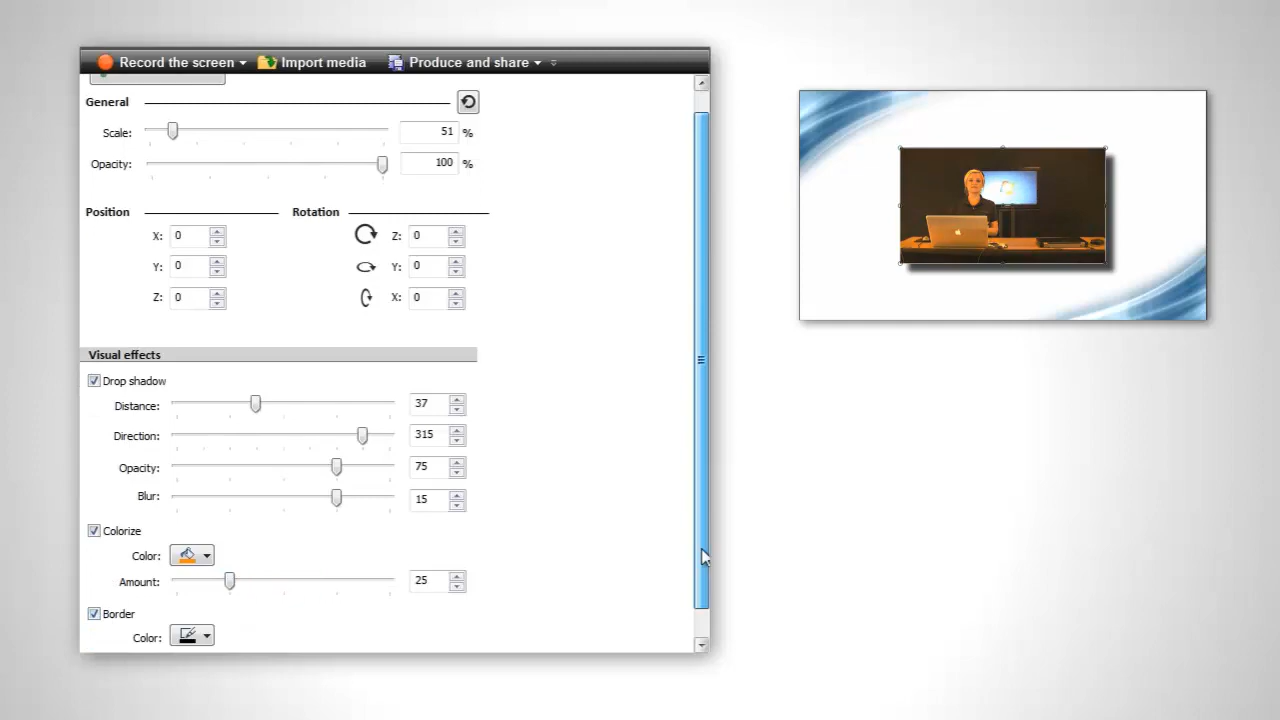 Record the screen Import media Produce and share
General
Scale: 51 %
Opacity: 100 %
Position Rotation
X: 0 Z: 0
Y: 0 Y: 0
Z: 0 X: 0
Visual effects
Drop shadow
Distance: 37
Direction: 315
Opacity: 75
Blur: 15
Colorize
Color:
Amount: 25
Border
Color: